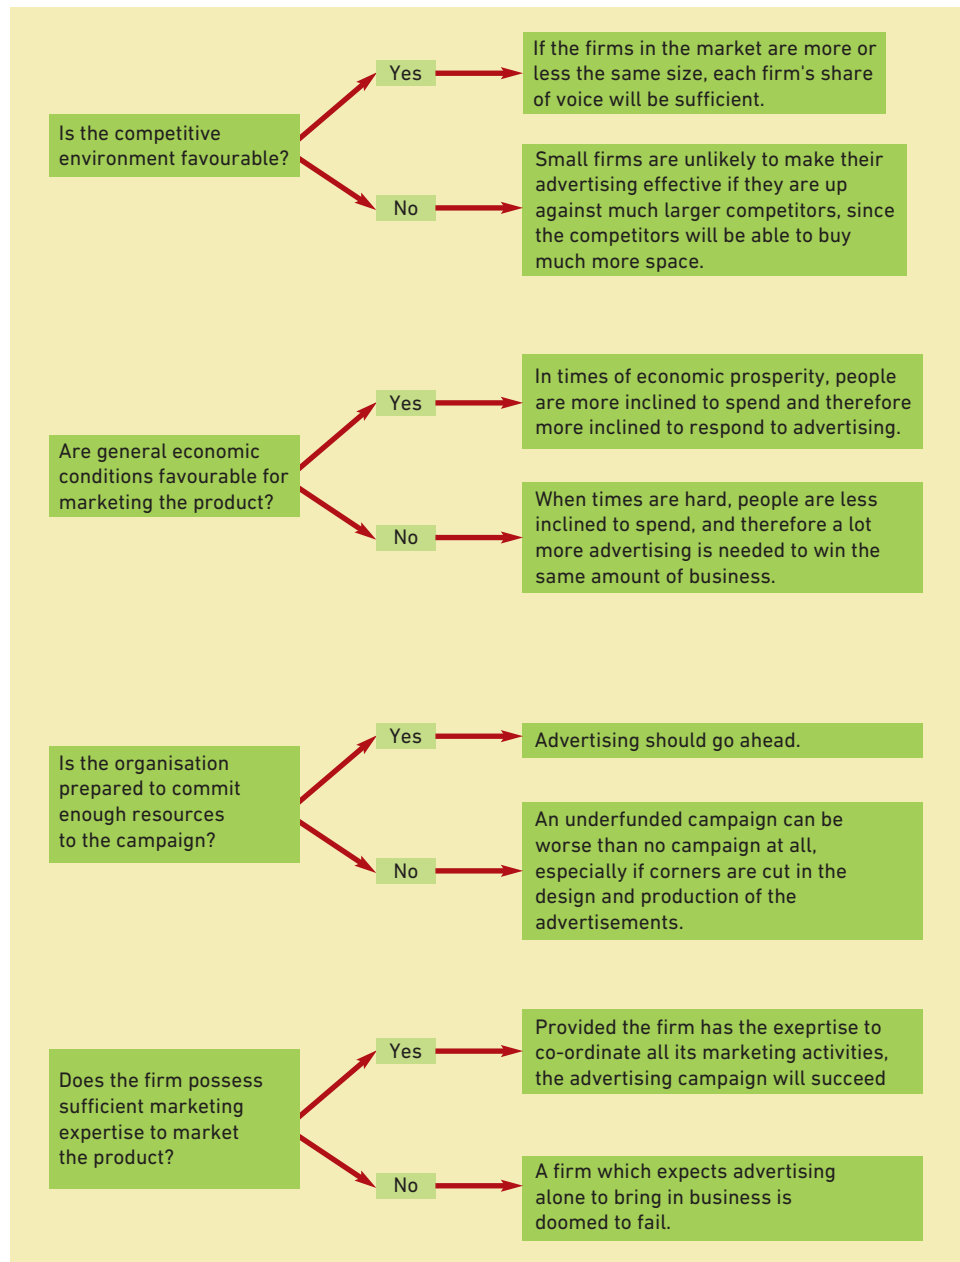 Is the competitive
environment favourable?
Yes
If the firms in the market are more or
less the same size, each firm's share
of voice will be sufficient.
No
Small firms are unlikely to make their
advertising effective if they are up
against much larger competitors, since
the competitors will be able to buy
much more space.
Are general economic
conditions favourable for
marketing the product?
Yes
In times of economic prosperity, people
are more inclined to spend and therefore
more inclined to respond to advertising.
No
When times are hard, people are less
inclined to spend, and therefore a lot
more advertising is needed to win the
same amount of business.
Is the organisation
prepared to commit
enough resources
to the campaign?
Yes
Advertising should go ahead.
No
An underfunded campaign can be
worse than no campaign at all,
especially if corners are cut in the
design and production of the
advertisements.
Does the firm possess
sufficient marketing
expertise to market
the product?
Yes
Provided the firm has the exeprtise to
co-ordinate all its marketing activities,
the advertising campaign will succeed
No
A firm which expects advertising
alone to bring in business is
doomed to fail.